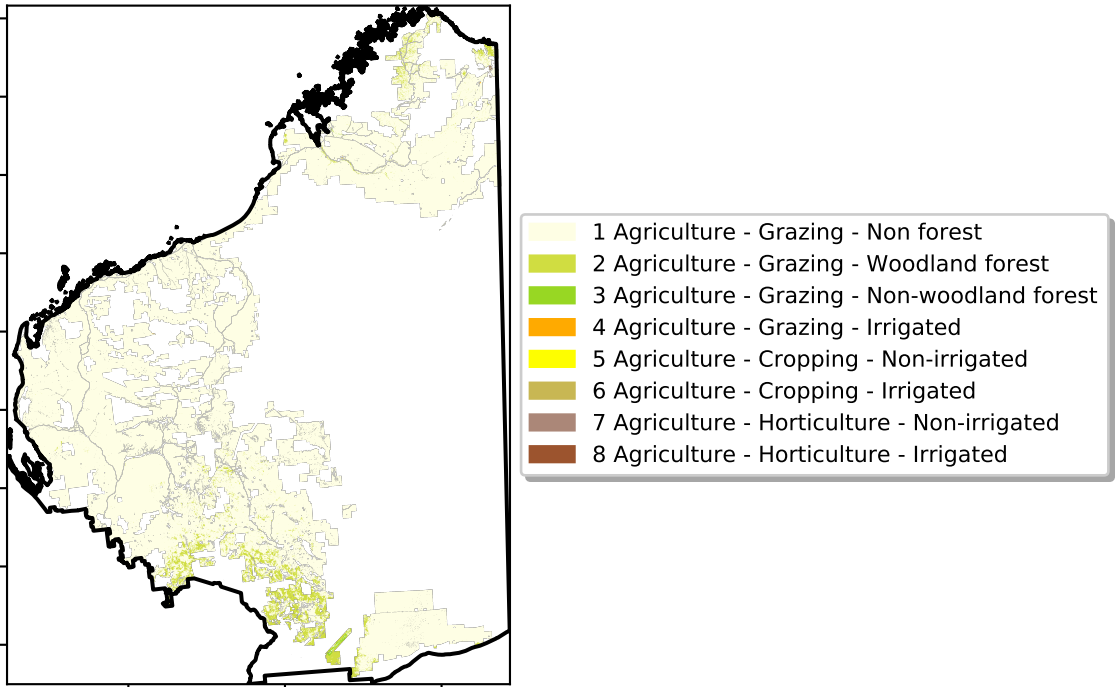 1 Agriculture - Grazing - Non forest
2 Agriculture - Grazing - Woodland forest
3 Agriculture - Grazing - Non-woodland forest
4 Agriculture - Grazing - Irrigated
5 Agriculture - Cropping - Non-irrigated
6 Agriculture - Cropping - Irrigated
7 Agriculture - Horticulture - Non-irrigated
8 Agriculture - Horticulture - Irrigated